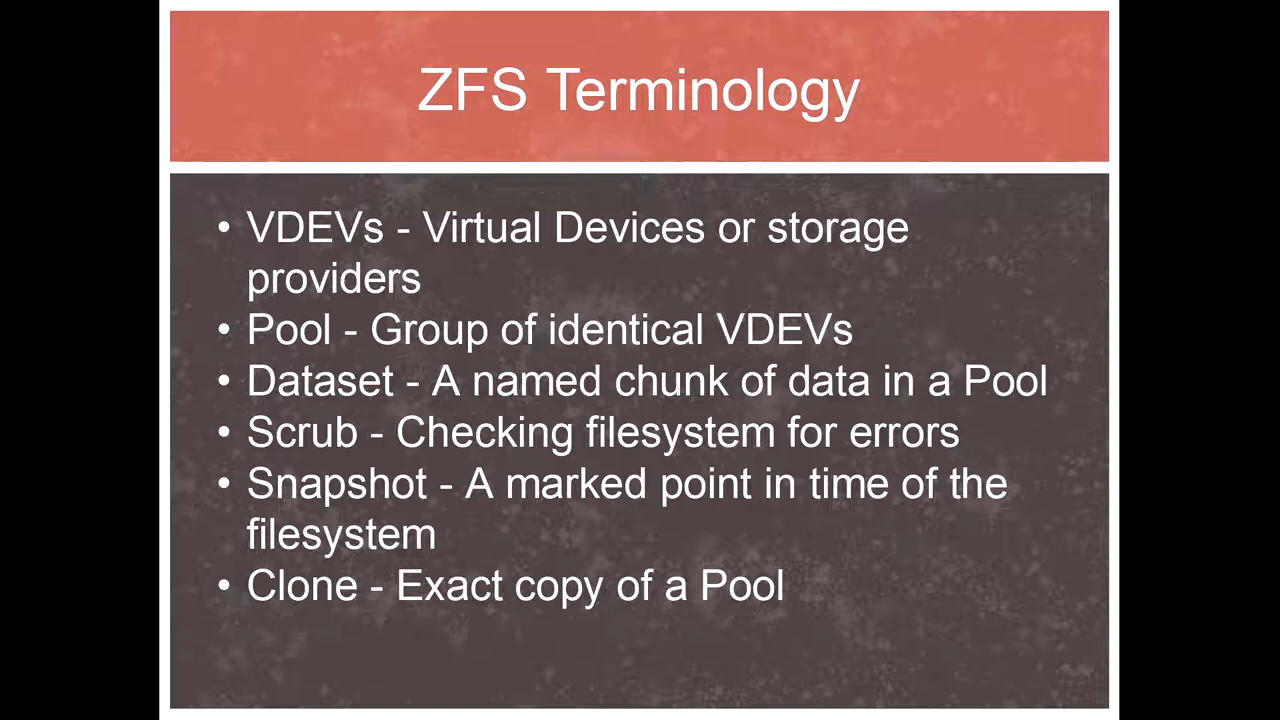 ZFS Terminology
• VDEVs - Virtual Devices or storage
providers
• Pool - Group of identical VDEVs
• Dataset - A named chunk of data in a Pool
• Scrub - Checking filesystem for errors
• Snapshot - A marked point in time of the
filesystem
• Clone - Exact copy of a Pool